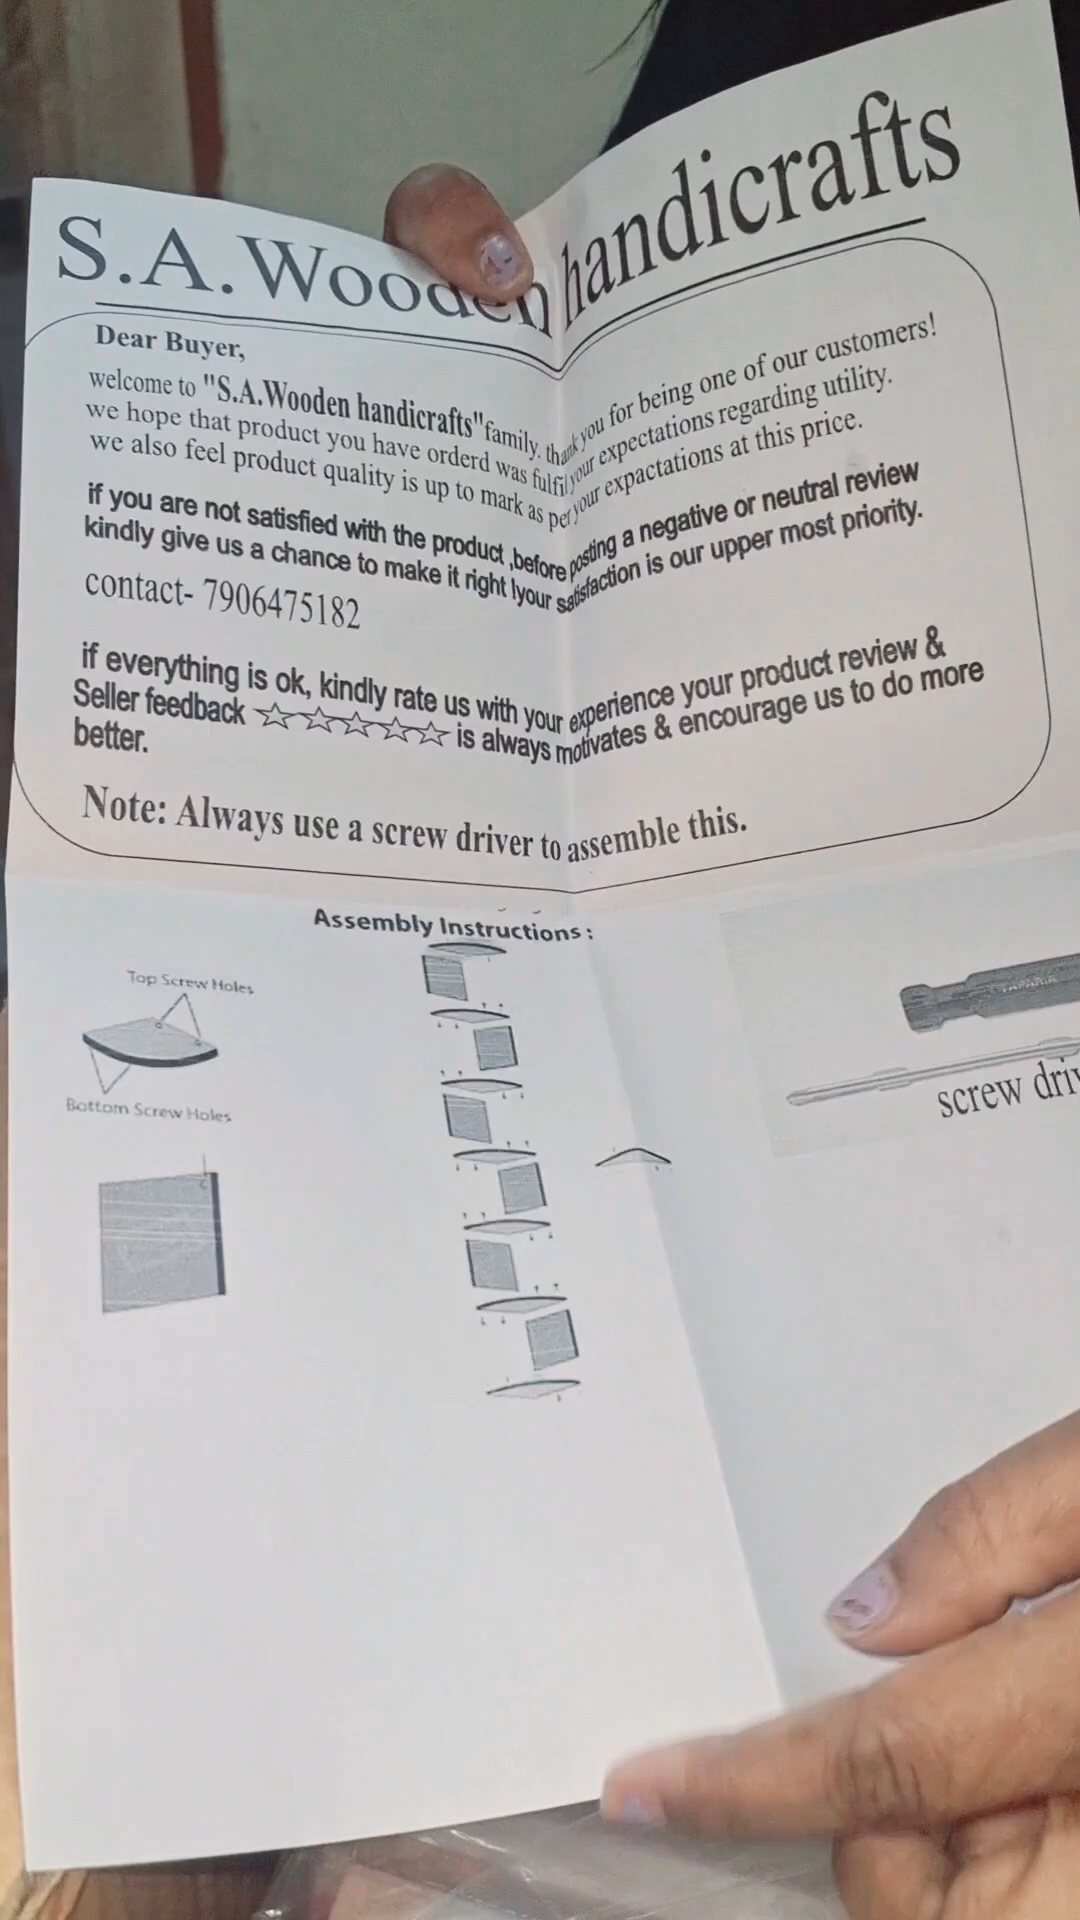 S.A. Wooden handicrafts
Dear Buyer,
welcome to "S.A.Wooden handicrafts"family. thank you for being one of our customers!
we hope that product you have orderd was fulfil your expectations regarding utility.
we also feel product quality is up to mark as per your expactations at this price.
if you are not satisfied with the product ,before posting a negative or neutral review
kindly give us a chance to make it right !your satisfaction is our upper most priority.
contact- 7906475182
if everything is ok, kindly rate us with your experience your product review &
Seller feedback ☆☆☆☆☆ is always motivates & encourage us to do more
better.
Note: Always use a screw driver to assemble this.
Assembly Instructions :
Top Screw Holes
Bottom Screw Holes
TAPARIA
screw driv